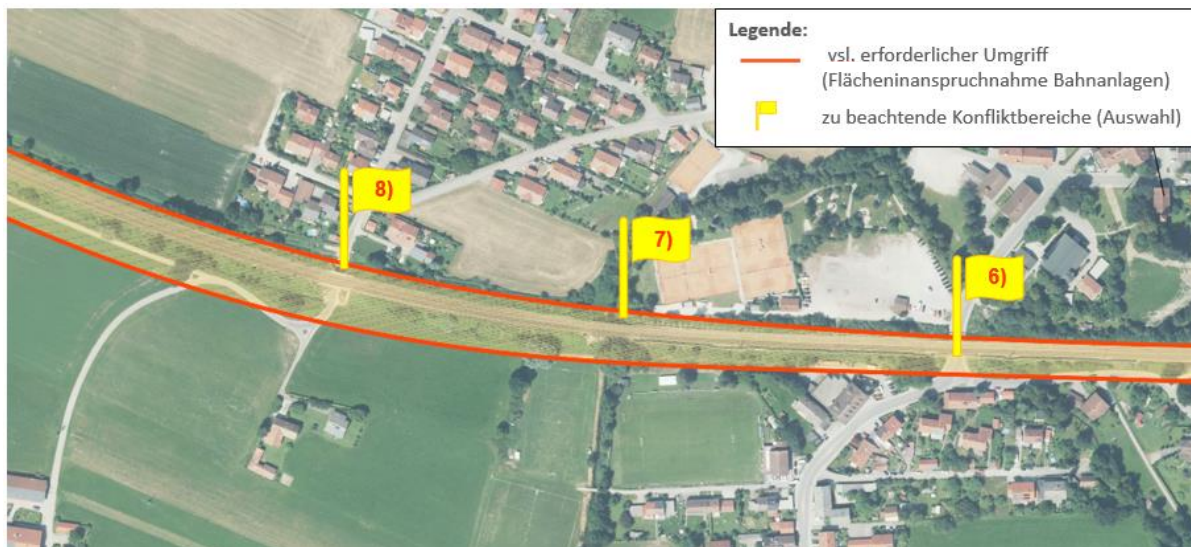 Legende:
vsl. erforderlicher Umgriff
(Flächeninanspruchnahme Bahnanlagen)
zu beachtende Konfliktbereiche (Auswahl)
8)
7)
6)